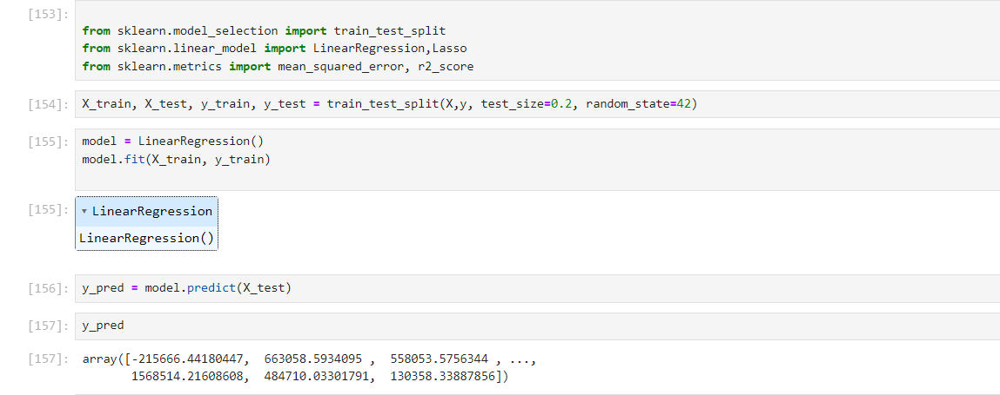 [153]:
from sklearn.model_selection import train_test_split
from sklearn.linear_model import LinearRegression,Lasso
from sklearn.metrics import mean_squared_error, r2_score
[154]: X_train, X_test, y_train, y_test = train_test_split(X,y, test_size=0.2, random_state=42)
[155]: model = LinearRegression()
model.fit(X_train, y_train)
[155]: ▾ LinearRegression
LinearRegression()
[156]: y_pred = model.predict(X_test)
[157]: y_pred
[157]: array([-215666.44180447,  663058.5934095 ,  558053.5756344 , ...,
1568514.21608608,  484710.03301791,  130358.33887856])